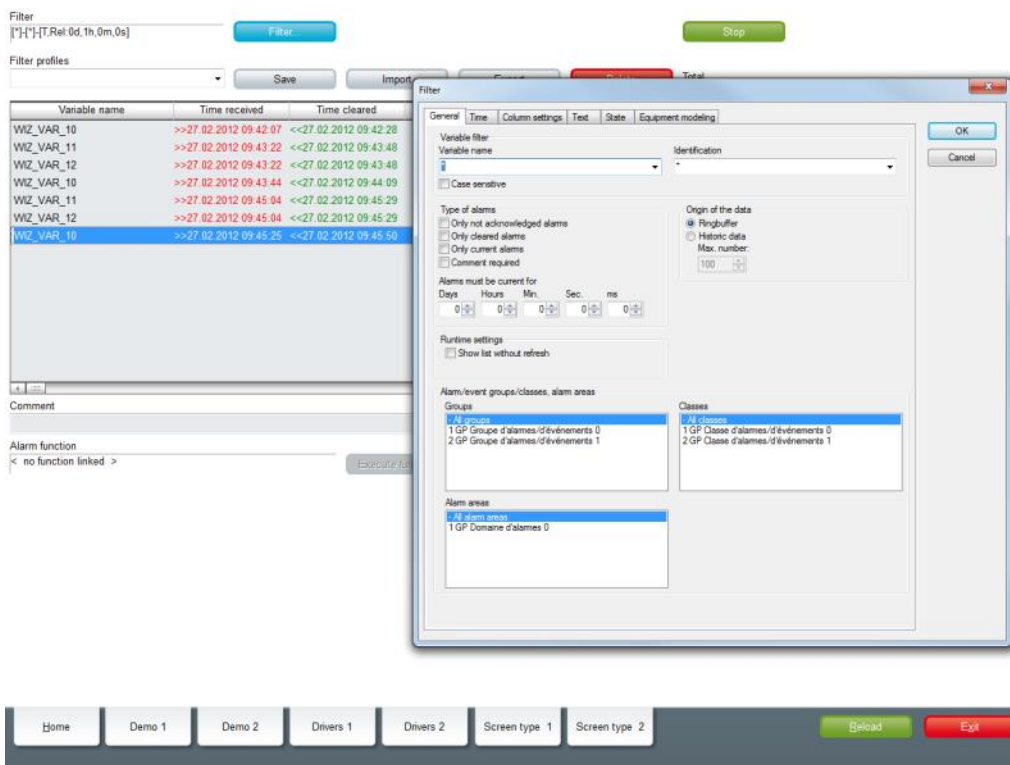 Filter
[*]-[*]-[T,Rel:0d,1h,0m,0s]
Filter...
Stop
Filter profiles
Save
Import...
Total
Variable name Time received Time cleared
WIZ_VAR_10 >>27.02.2012 09:42:07 <<27.02.2012 09:42:28
WIZ_VAR_11 >>27.02.2012 09:43:22 <<27.02.2012 09:43:48
WIZ_VAR_12 >>27.02.2012 09:43:22 <<27.02.2012 09:43:48
WIZ_VAR_10 >>27.02.2012 09:43:44 <<27.02.2012 09:44:09
WIZ_VAR_11 >>27.02.2012 09:45:04 <<27.02.2012 09:45:29
WIZ_VAR_12 >>27.02.2012 09:45:04 <<27.02.2012 09:45:29
WIZ_VAR_10 >>27.02.2012 09:45:25 <<27.02.2012 09:45:50
Comment
Alarm function
< no function linked >
Execute fun
Filter
General Time Column settings Text State Equipment modeling
OK
Cancel
Variable filter
Variable name Identification
* *
Case sensitive
Type of alarms
Only not acknowledged alarms
Only cleared alarms
Only current alarms
Comment required
Origin of the data
Ringbuffer
Historic data
Max. number:
100
Alarms must be current for
Days Hours Min. Sec. ms
0 0 0 0 0
Runtime settings
Show list without refresh
Alarm/event groups/classes, alarm areas
Groups
- All groups
1 GP Groupe d'alarmes/d'événements 0
2 GP Groupe d'alarmes/d'événements 1
Classes
- All classes
1 GP Classe d'alarmes/d'événements 0
2 GP Classe d'alarmes/d'événements 1
Alarm areas
- All alarm areas
1 GP Domaine d'alarmes 0
Home Demo 1 Demo 2 Drivers 1 Drivers 2 Screen type 1 Screen type 2 Reload Exit